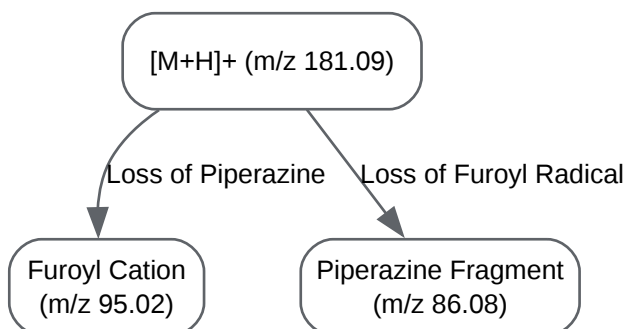 [M+H]+ (m/z 181.09)
Loss of Piperazine
Loss of Furoyl Radical
Furoyl Cation
(m/z 95.02)
Piperazine Fragment
(m/z 86.08)